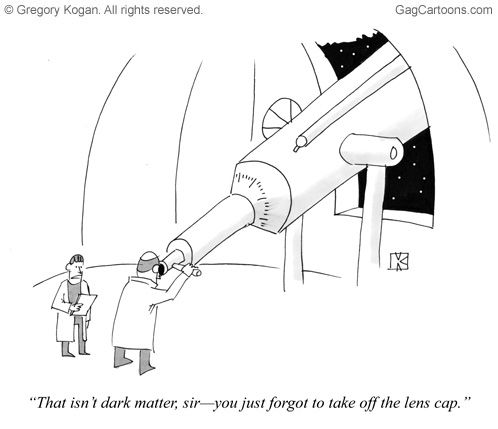 © Gregory Kogan. All rights reserved. GagCartoons.com
“That isn’t dark matter, sir—you just forgot to take off the lens cap.”